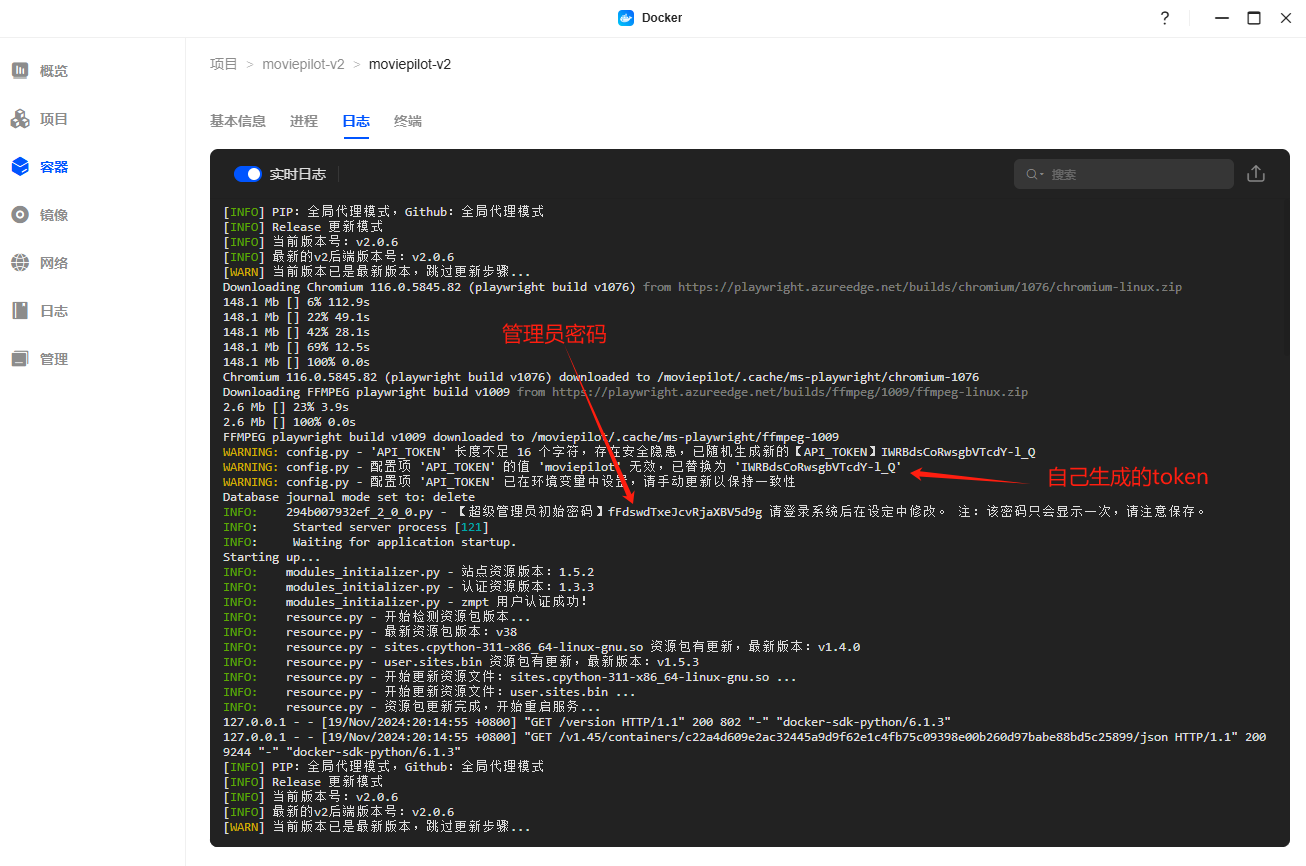 Docker
?
概览
项目
容器
镜像
网络
日志
管理
项目 > moviepilot-v2 > moviepilot-v2
基本信息 进程 日志 终端
实时日志
搜索
[INFO] PIP: 全局代理模式，Github: 全局代理模式
[INFO] Release 更新模式
[INFO] 当前版本号: v2.0.6
[INFO] 最新的v2后端版本号: v2.0.6
[WARN] 当前版本已是最新版本，跳过更新步骤...
Downloading Chromium 116.0.5845.82 (playwright build v1076) from https://playwright.azureedge.net/builds/chromium/1076/chromium-linux.zip
148.1 Mb [] 6% 112.9s
148.1 Mb [] 22% 49.1s
148.1 Mb [] 42% 28.1s
管理员密码
148.1 Mb [] 69% 12.5s
148.1 Mb [] 100% 0.0s
Chromium 116.0.5845.82 (playwright build v1076) downloaded to /moviepilot/.cache/ms-playwright/chromium-1076
Downloading FFMPEG playwright build v1009 from https://playwright.azureedge.net/builds/ffmpeg/1009/ffmpeg-linux.zip
2.6 Mb [] 23% 3.9s
2.6 Mb [] 100% 0.0s
FFMPEG playwright build v1009 downloaded to /moviepilot/.cache/ms-playwright/ffmpeg-1009
WARNING: config.py - 'API_TOKEN' 长度不足 16 个字符，存在安全隐患，已随机生成新的【API_TOKEN】IWRBdsCoRwsgbVTcdY-l_Q
WARNING: config.py - 配置项 'API_TOKEN' 的值 'moviepilot' 无效，已替换为 'IWRBdsCoRwsgbVTcdY-l_Q'
自己生成的token
WARNING: config.py - 配置项 'API_TOKEN' 已在环境变量中设置，请手动更新以保持一致性
Database journal mode set to: delete
INFO: 294b007932ef_2_0_0.py - 【超级管理员初始密码】ffdswdTxeJcvRjaXBV5d9g 请登录系统后在设定中修改。 注: 该密码只会显示一次，请注意保存。
INFO: Started server process [121]
INFO: Waiting for application startup.
Starting up...
INFO: modules_initializer.py - 站点资源版本: 1.5.2
INFO: modules_initializer.py - 认证资源版本: 1.3.3
INFO: modules_initializer.py - zmpt 用户认证成功!
INFO: resource.py - 开始检测资源包版本...
INFO: resource.py - 最新资源包版本: v38
INFO: resource.py - sites.cpython-311-x86_64-linux-gnu.so 资源包有更新，最新版本: v1.4.0
INFO: resource.py - user.sites.bin 资源包有更新，最新版本: v1.5.3
INFO: resource.py - 开始更新资源文件: sites.cpython-311-x86_64-linux-gnu.so ...
INFO: resource.py - 开始更新资源文件: user.sites.bin ...
INFO: resource.py - 资源包更新完成，开始重启服务...
127.0.0.1 - - [19/Nov/2024:20:14:55 +0800] "GET /version HTTP/1.1" 200 802 "-" "docker-sdk-python/6.1.3"
127.0.0.1 - - [19/Nov/2024:20:14:55 +0800] "GET /v1.45/containers/c22a4d609e2ac32445a9d9f62e1c4fb75c09398e00b260d97babe88bd5c25899/json HTTP/1.1" 200
9244 "-" "docker-sdk-python/6.1.3"
[INFO] PIP: 全局代理模式，Github: 全局代理模式
[INFO] Release 更新模式
[INFO] 当前版本号: v2.0.6
[INFO] 最新的v2后端版本号: v2.0.6
[WARN] 当前版本已是最新版本，跳过更新步骤...